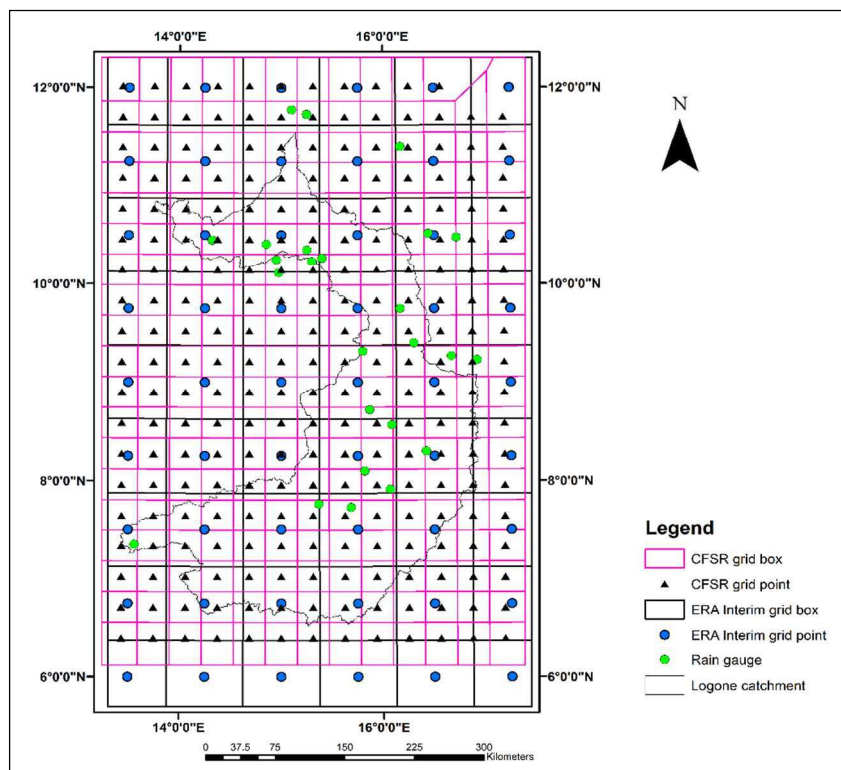 14°0'0"E 16°0'0"E
12°0'0"N 12°0'0"N
N
10°0'0"N 10°0'0"N
8°0'0"N 8°0'0"N
6°0'0"N 6°0'0"N
14°0'0"E 16°0'0"E
Legend
CFSR grid box
CFSR grid point
ERA Interim grid box
ERA Interim grid point
Rain gauge
Logone catchment
0 37.5 75 150 225 300
Kilometers